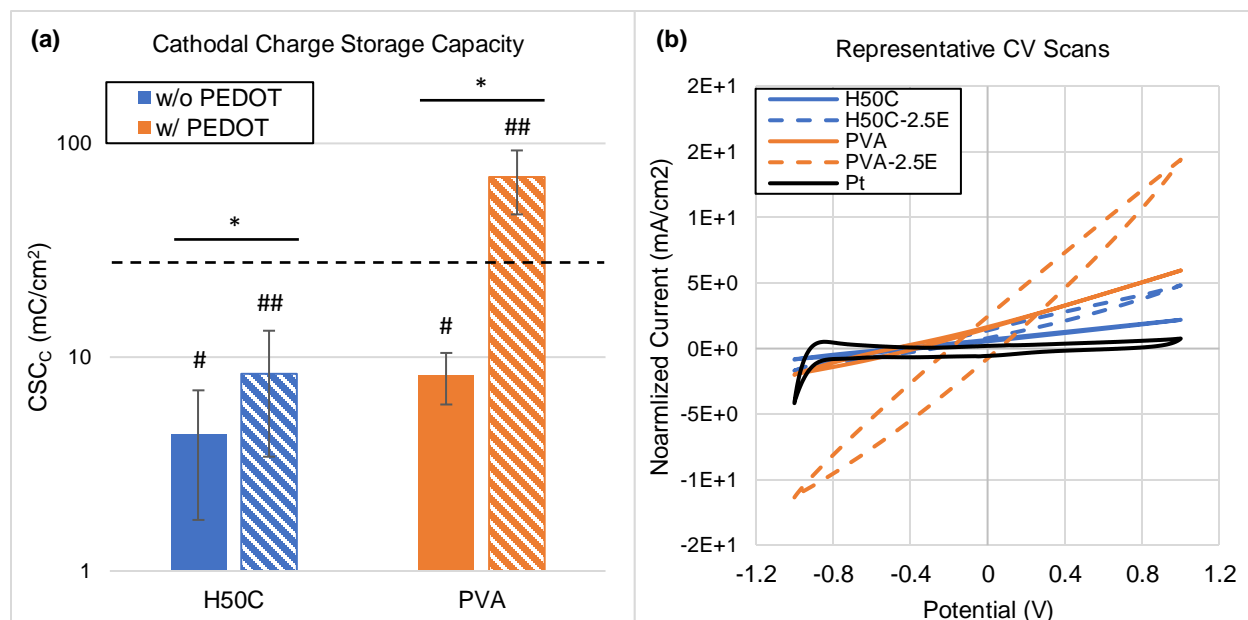 (a)
Cathodal Charge Storage Capacity
w/o PEDOT
w/ PEDOT
*
*
#
##
#
##
CSC_C (mC/cm²)
100
10
1
H50C
PVA
(b)
Representative CV Scans
H50C
H50C-2.5E
PVA
PVA-2.5E
Pt
Noarmlized Current (mA/cm2)
2E+1
2E+1
1E+1
5E+0
0E+0
-5E+0
-1E+1
-2E+1
-1.2 -0.8 -0.4 0 0.4 0.8 1.2
Potential (V)